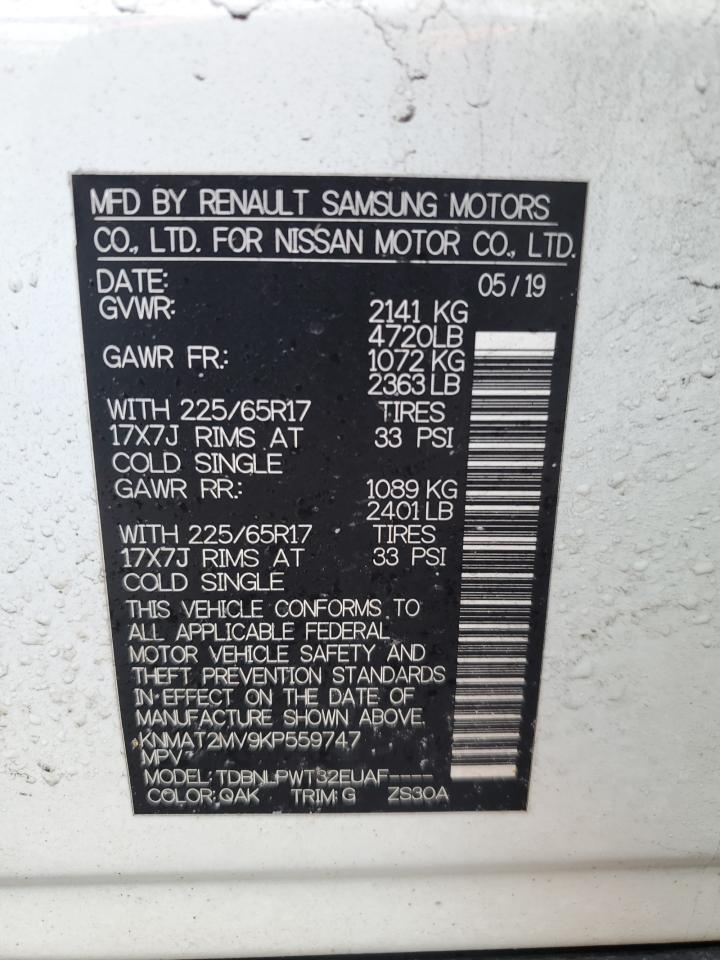 MFD BY RENAULT SAMSUNG MOTORS
CO., LTD. FOR NISSAN MOTOR CO., LTD.
DATE: 05/19
GVWR: 2141 KG
4720LB
GAWR FR.: 1072 KG
2363LB
WITH 225/65R17 TIRES
17X7J RIMS AT 33 PSI
COLD SINGLE
GAWR RR.: 1089 KG
2401LB
WITH 225/65R17 TIRES
17X7J RIMS AT 33 PSI
COLD SINGLE
THIS VEHICLE CONFORMS TO
ALL APPLICABLE FEDERAL
MOTOR VEHICLE SAFETY AND
THEFT PREVENTION STANDARDS
IN EFFECT ON THE DATE OF
MANUFACTURE SHOWN ABOVE.
KNMAT2MV9KP559747
MPV
MODEL: TDBNLPWT32EUAF----
COLOR: QAK TRIM: G ZS30A